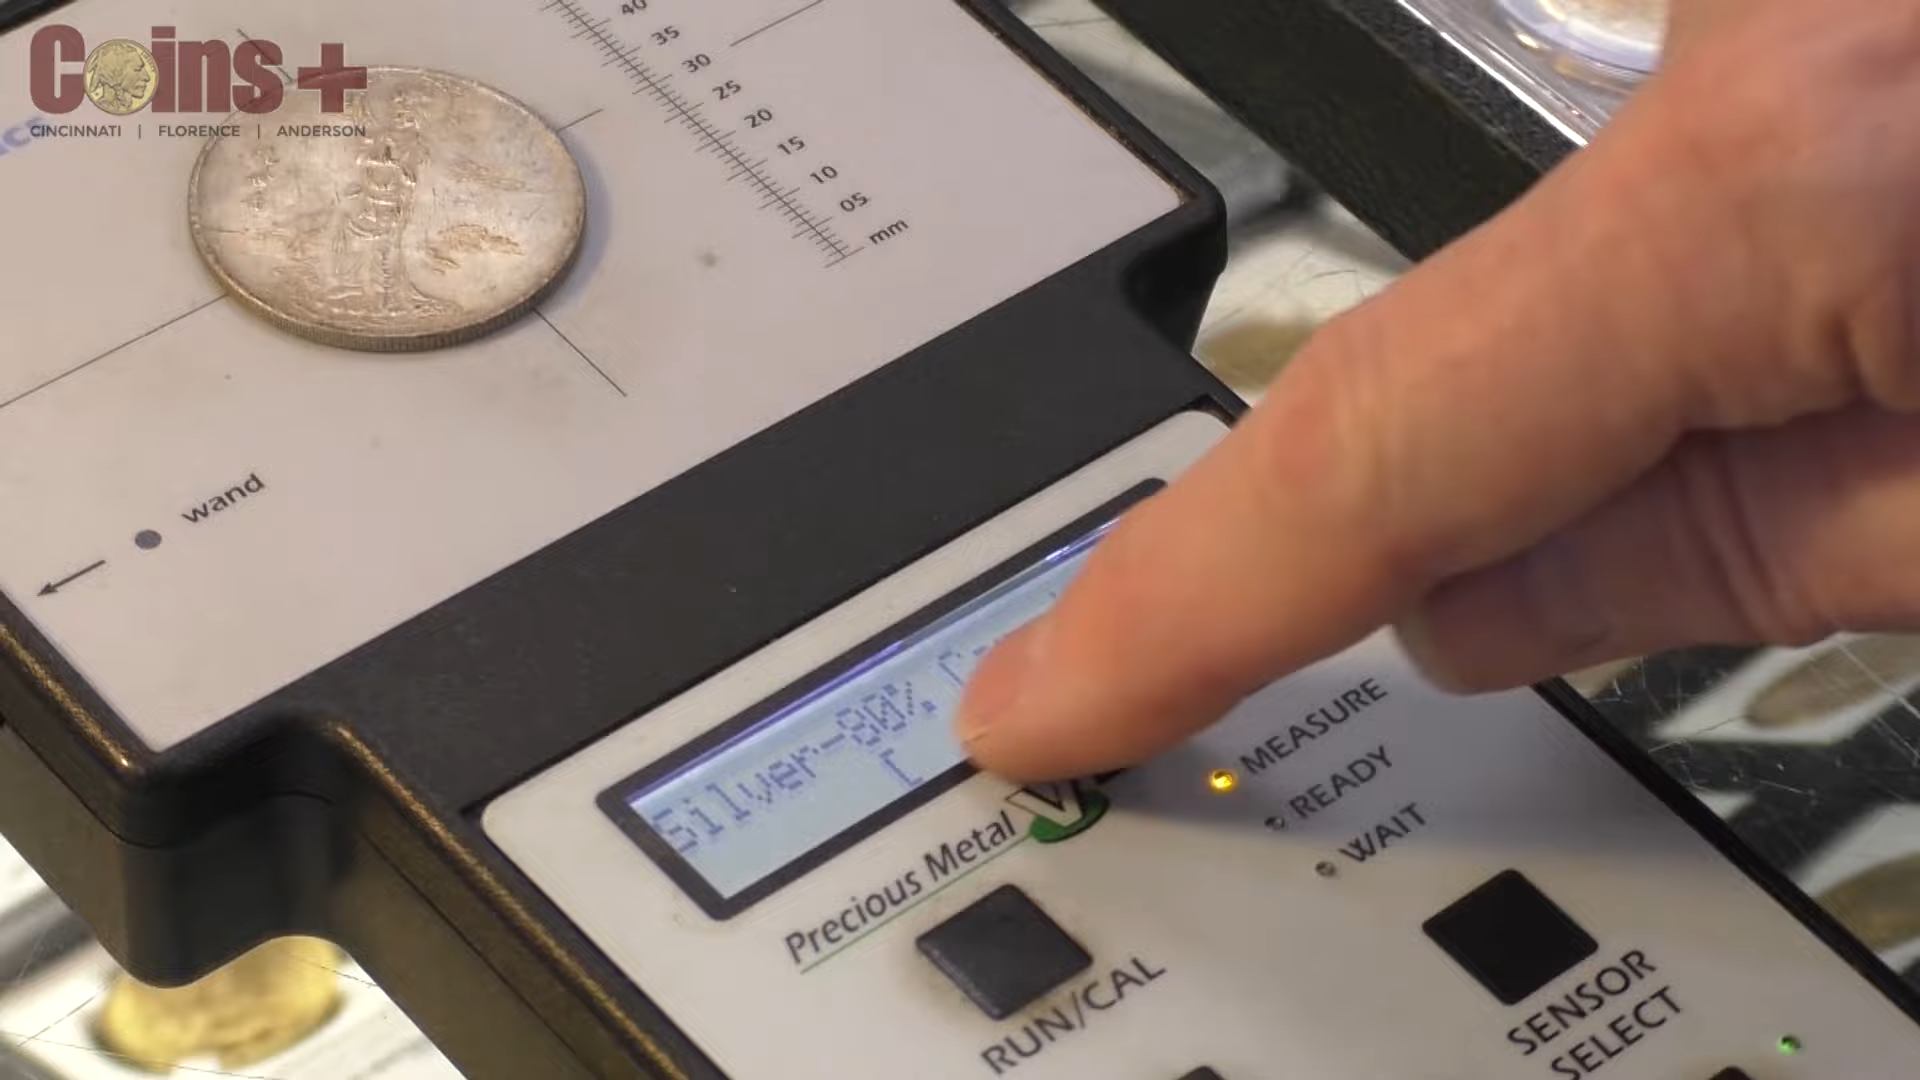 Coins+
CINCINNATI | FLORENCE | ANDERSON
40
35
30
25
20
15
10
05
mm
wand
Silver-80%
[
MEASURE
READY
WAIT
Precious Metal
RUN/CAL
SENSOR
SELECT